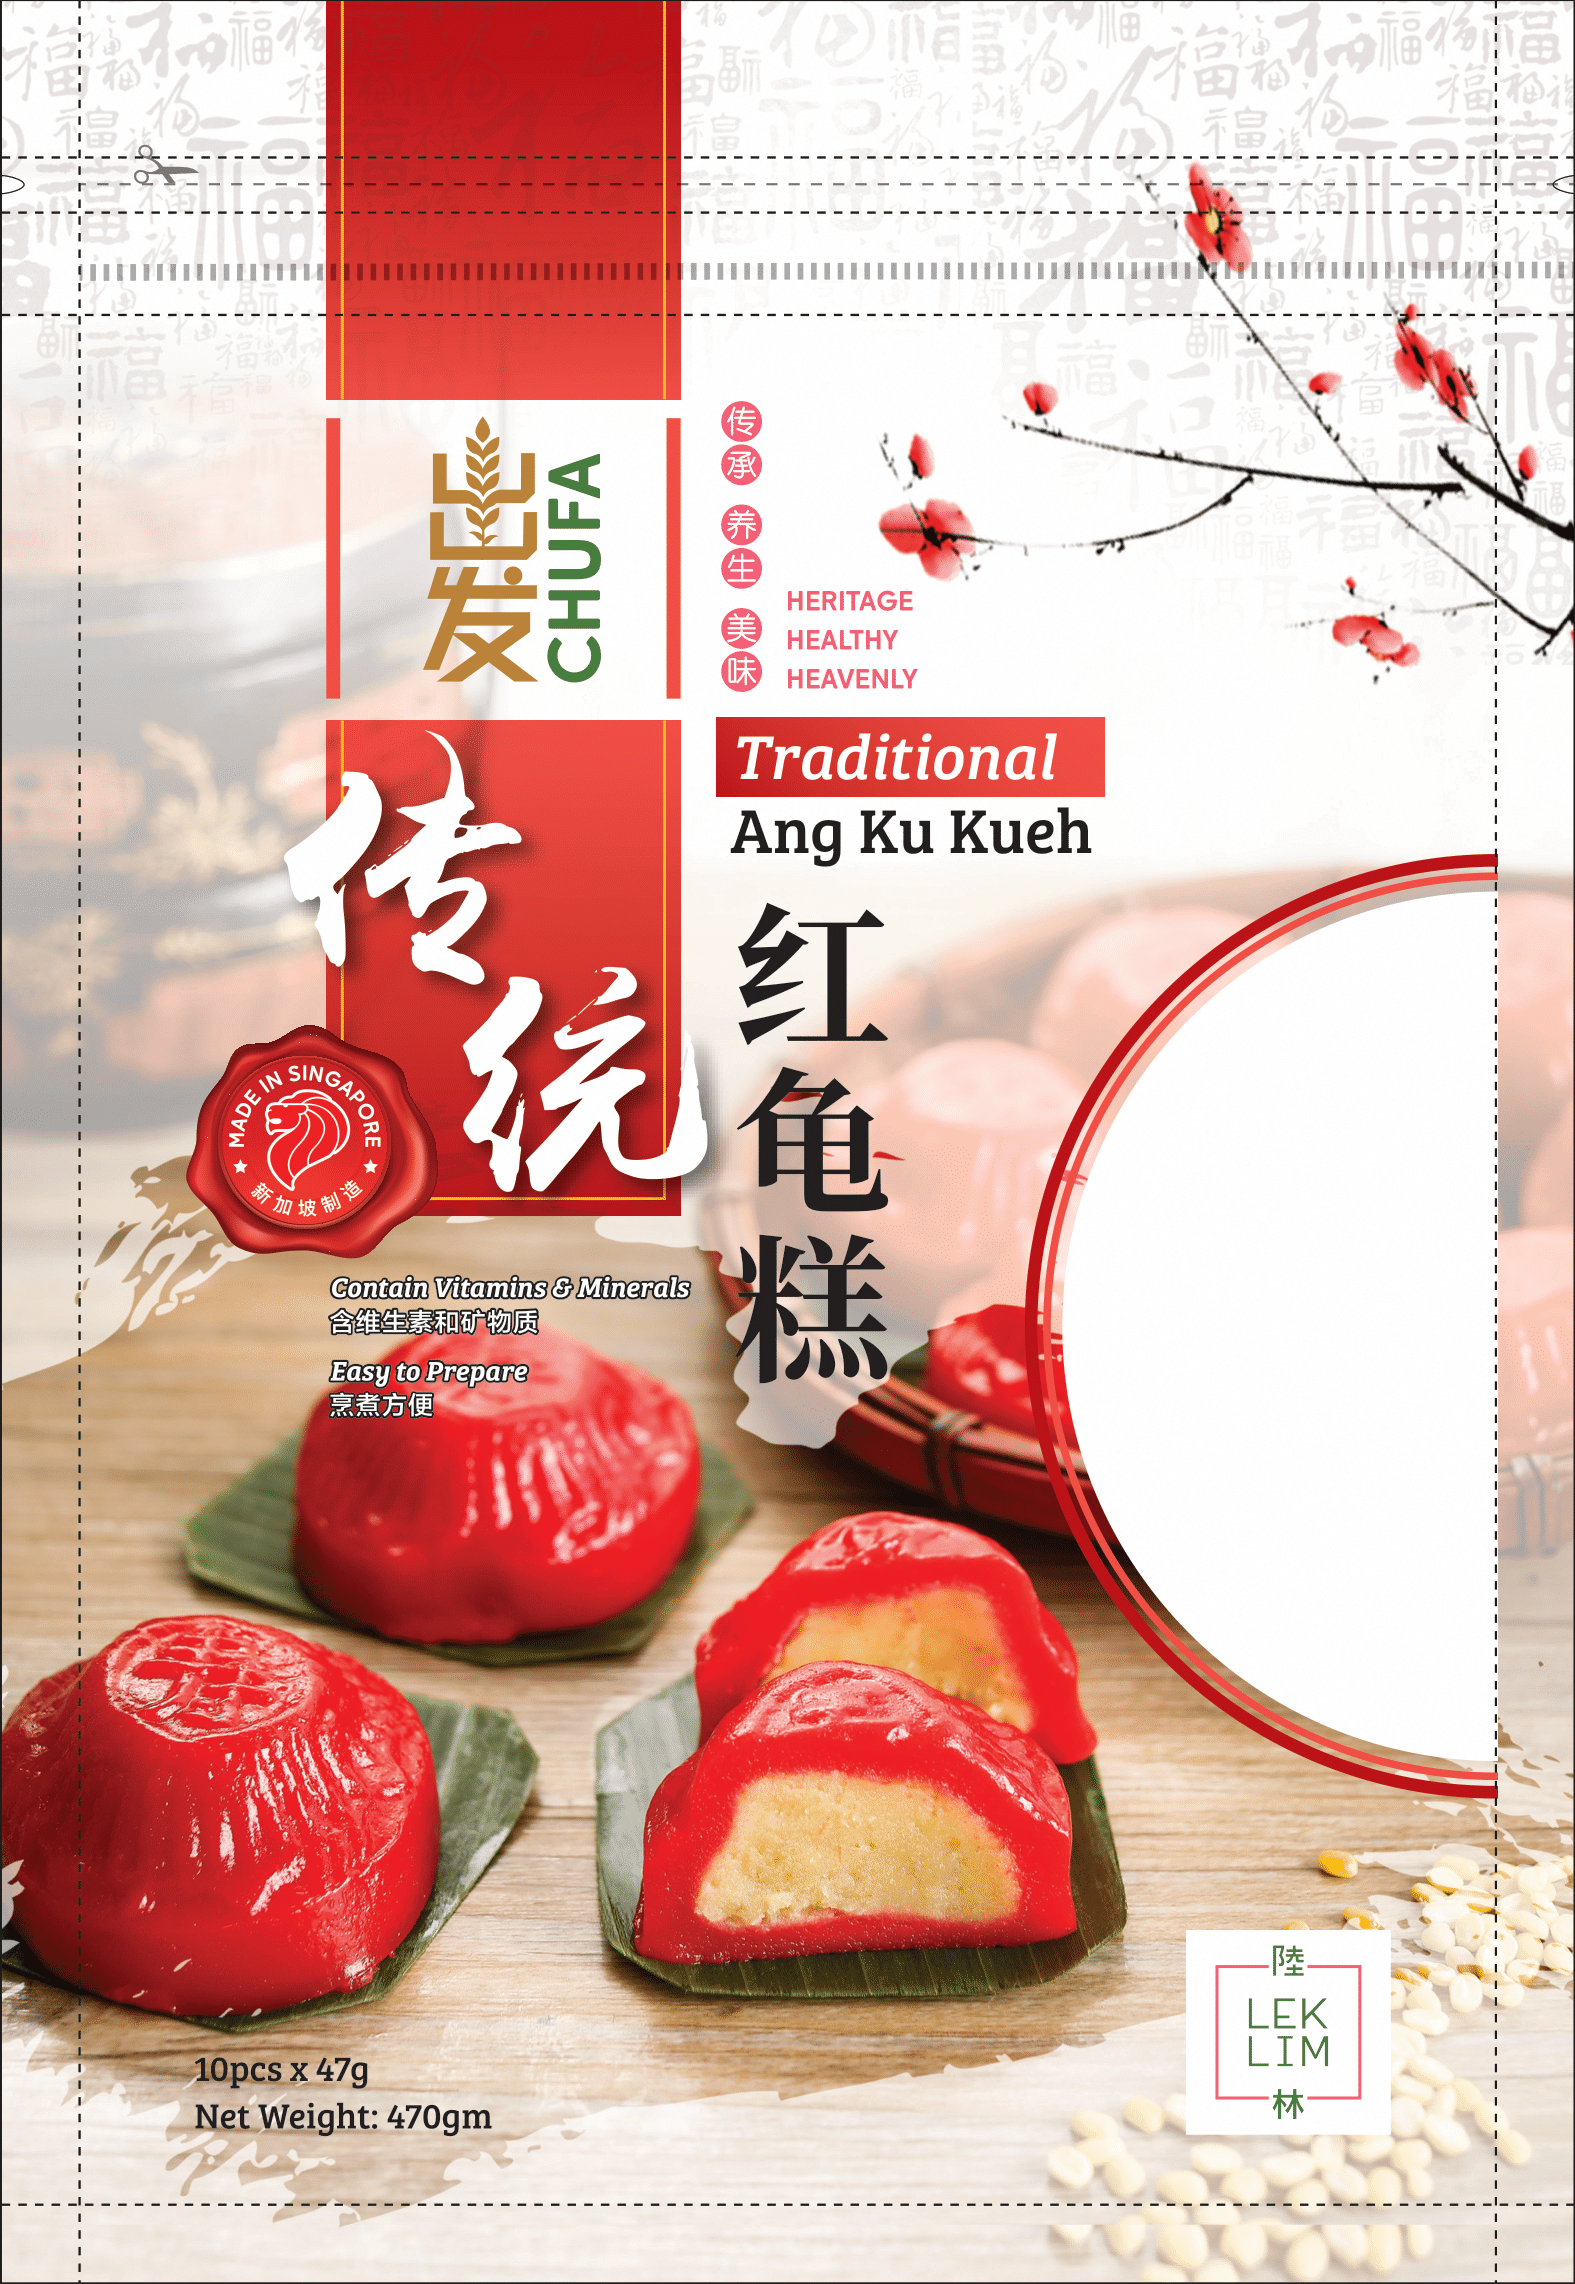 出发
CHUFA
传承 养生 美味
HERITAGE
HEALTHY
HEAVENLY
传统
Traditional
Ang Ku Kueh
红龟糕
MADE IN SINGAPORE
新加坡制造
Contain Vitamins & Minerals
含维生素和矿物质
Easy to Prepare
烹煮方便
10pcs x 47g
Net Weight: 470gm
陸
LEK
LIM
林